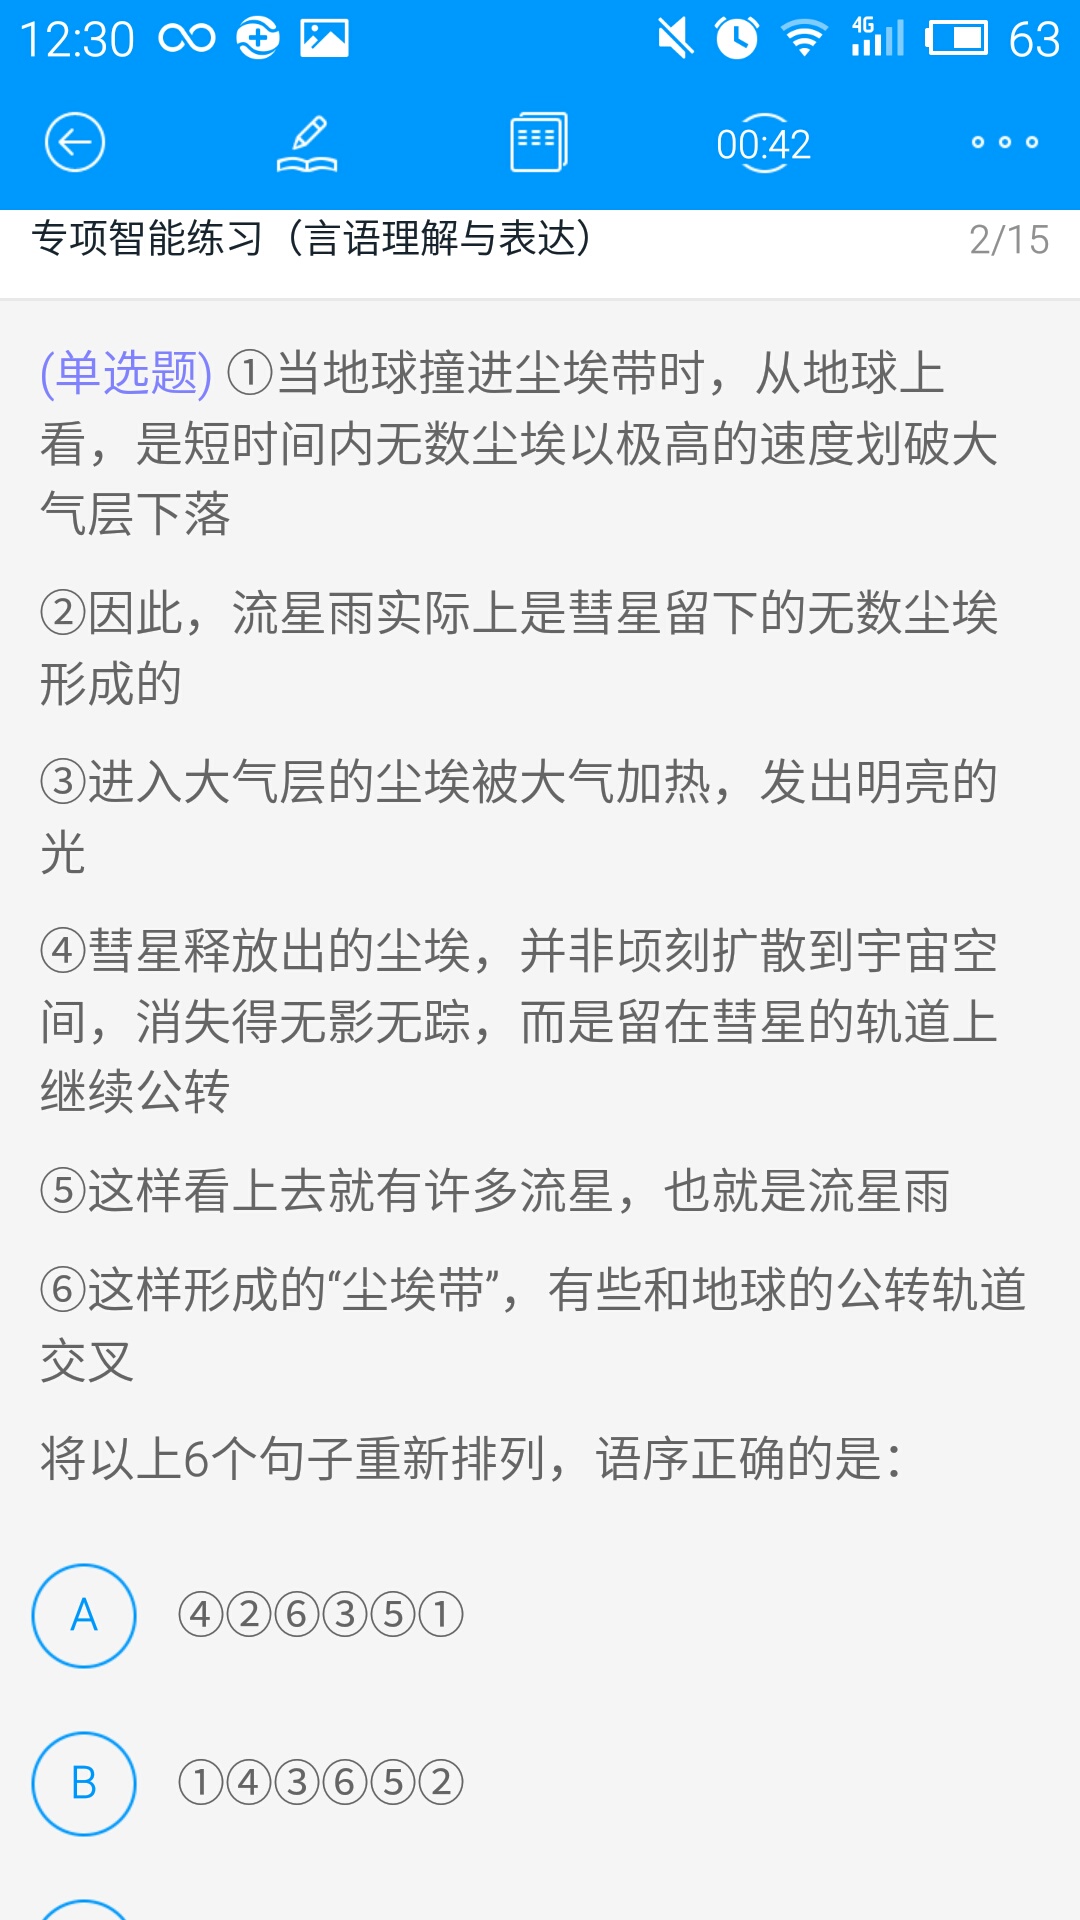 12:30 63
4G
00:42
专项智能练习（言语理解与表达） 2/15
(单选题) ①当地球撞进尘埃带时，从地球上
看，是短时间内无数尘埃以极高的速度划破大
气层下落
②因此，流星雨实际上是彗星留下的无数尘埃
形成的
③进入大气层的尘埃被大气加热，发出明亮的
光
④彗星释放出的尘埃，并非顷刻扩散到宇宙空
间，消失得无影无踪，而是留在彗星的轨道上
继续公转
⑤这样看上去就有许多流星，也就是流星雨
⑥这样形成的“尘埃带”，有些和地球的公转轨道
交叉
将以上6个句子重新排列，语序正确的是：
A ④②⑥③⑤①
B ①④③⑥⑤②